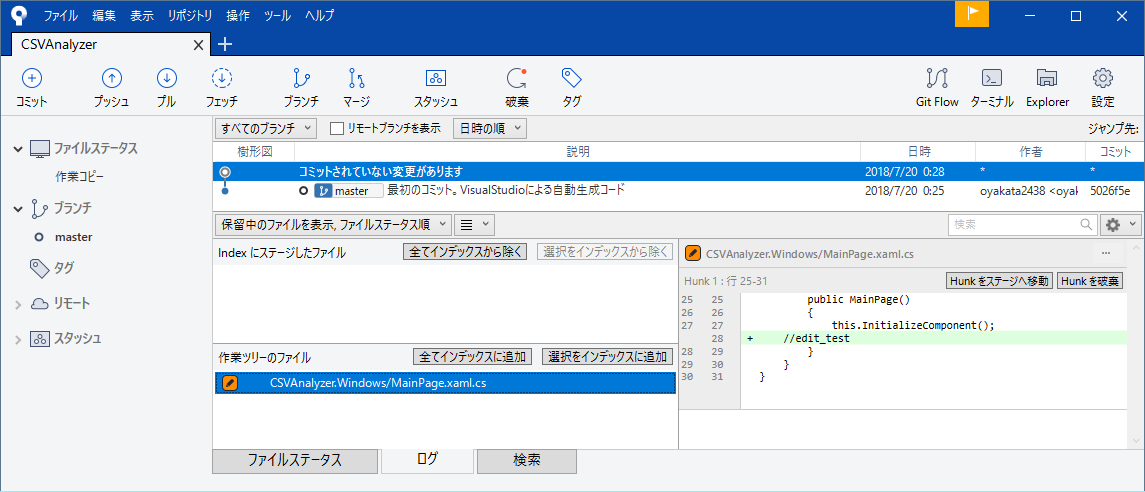 ファイル 編集 表示 リポジトリ 操作 ツール ヘルプ
CSVAnalyzer
コミット プッシュ プル フェッチ ブランチ マージ スタッシュ 破棄 タグ Git Flow ターミナル Explorer 設定
すべてのブランチ リモートブランチを表示 日時の順 ジャンプ先:
樹形図 説明 日時 作者 コミット
コミットされていない変更があります 2018/7/20 0:28 * *
master 最初のコミット。VisualStudioによる自動生成コード 2018/7/20 0:25 oyakata2438 <oyak 5026f5e
ファイルステータス
作業コピー
ブランチ
master
タグ
リモート
スタッシュ
保留中のファイルを表示, ファイルステータス順 検索
Index にステージしたファイル 全てインデックスから除く 選択をインデックスから除く
作業ツリーのファイル 全てインデックスに追加 選択をインデックスに追加
CSVAnalyzer.Windows/MainPage.xaml.cs
CSVAnalyzer.Windows/MainPage.xaml.cs ...
Hunk 1 : 行 25-31 Hunk をステージへ移動 Hunk を破棄
25 25 public MainPage()
26 26 {
27 27 this.InitializeComponent();
28 + //edit_test
28 29 }
29 30 }
30 31 }
ファイルステータス ログ 検索